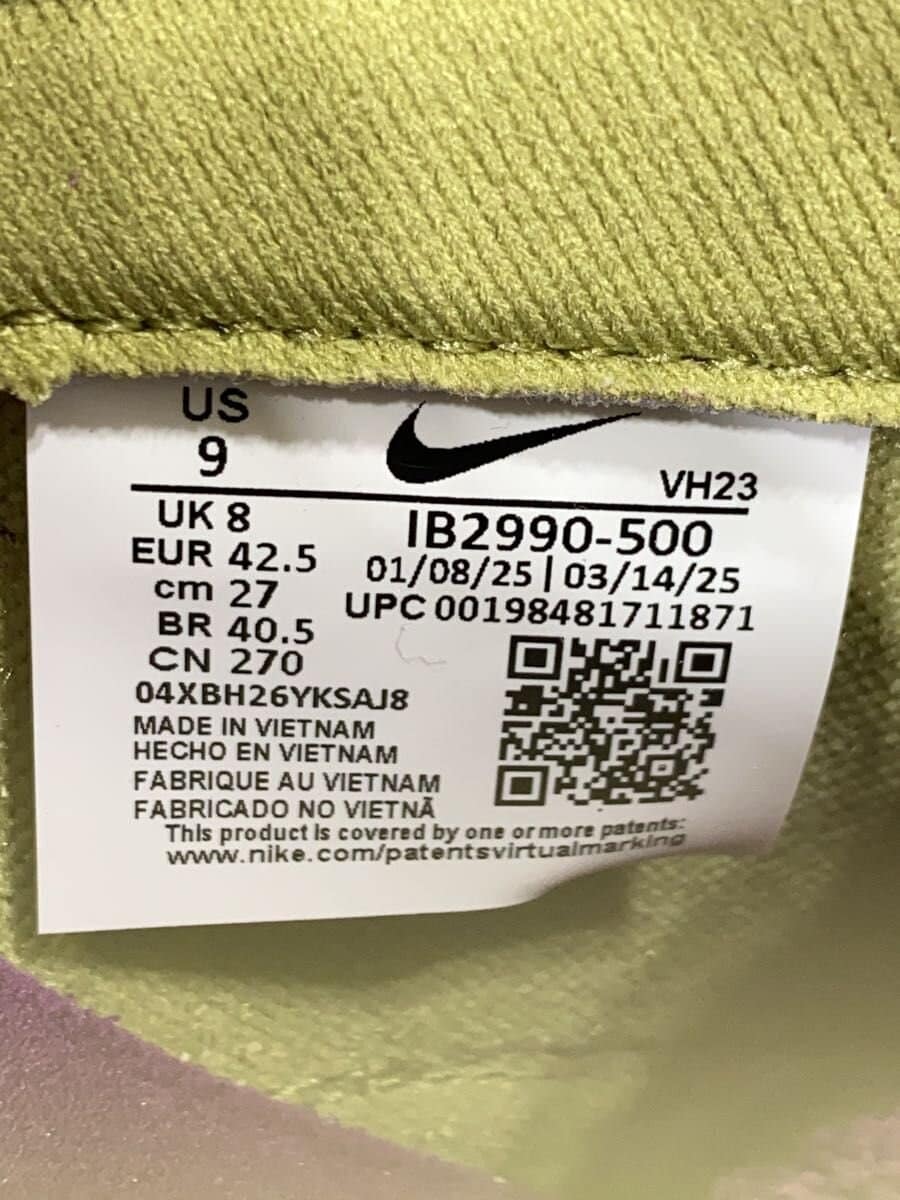 US
9
VH23
UK 8
EUR 42.5
cm 27
BR 40.5
CN 270
IB2990-500
01/08/25 | 03/14/25
UPC 00198481711871
04XBH26YKSAJ8
MADE IN VIETNAM
HECHO EN VIETNAM
FABRIQUE AU VIETNAM
FABRICADO NO VIETNÃ
This product is covered by one or more patents:
www.nike.com/patentsvirtualmarking